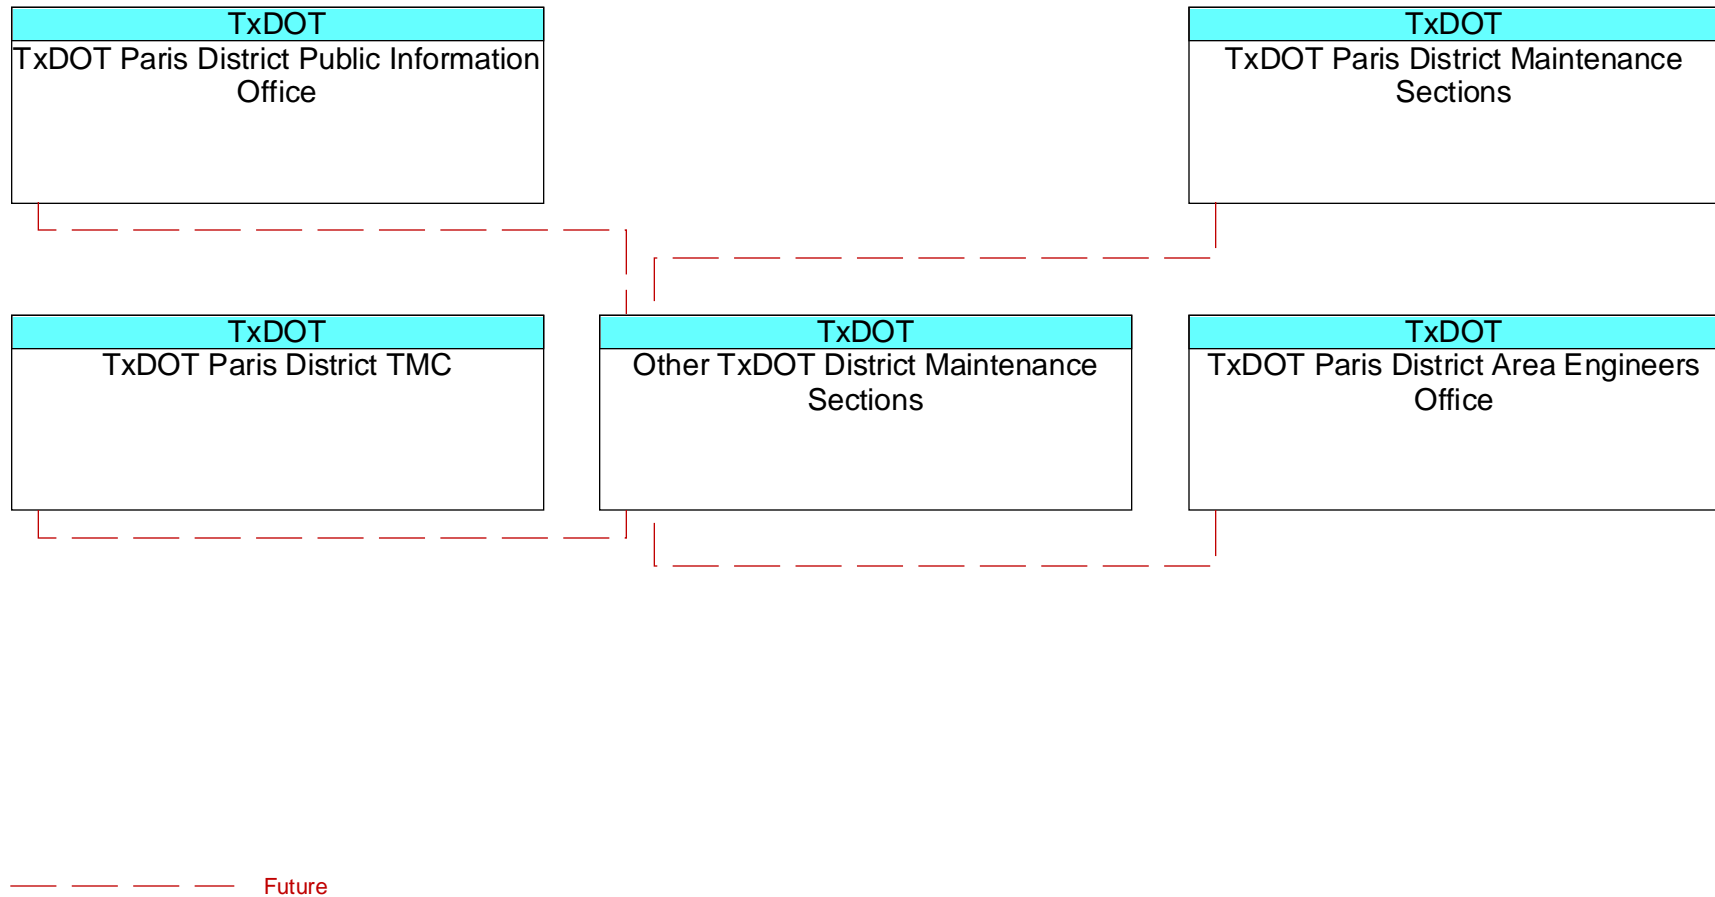 TxDOT
TxDOT Paris District Public Information
Office
TxDOT
TxDOT Paris District Maintenance
Sections
TxDOT
TxDOT Paris District TMC
TxDOT
Other TxDOT District Maintenance
Sections
TxDOT
TxDOT Paris District Area Engineers
Office
Future